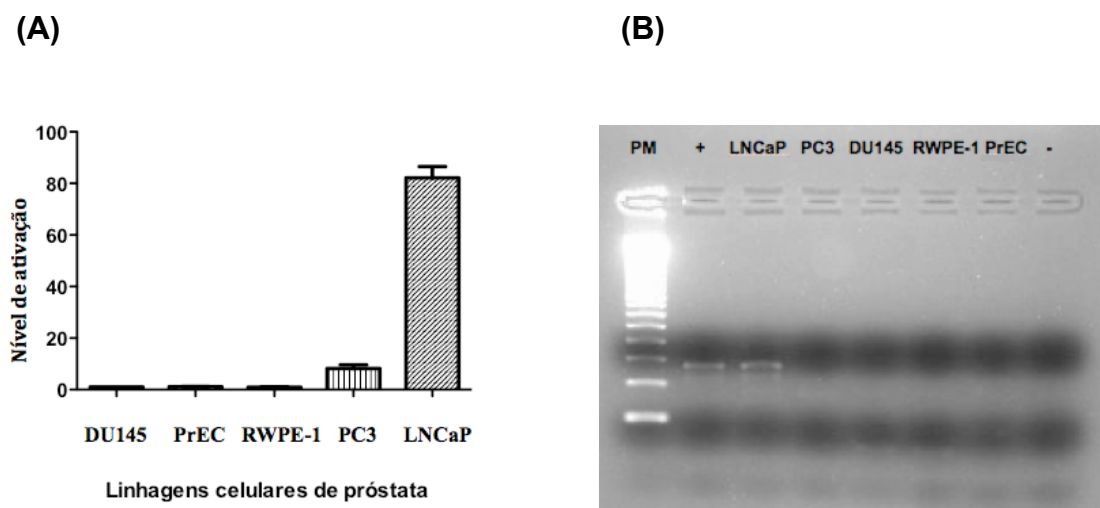 (A)
(B)
100
80
60
40
20
0
Nível de ativação
DU145 PrEC RWPE-1 PC3 LNCaP
Linhagens celulares de próstata
PM + LNCaP PC3 DU145 RWPE-1 PrEC -